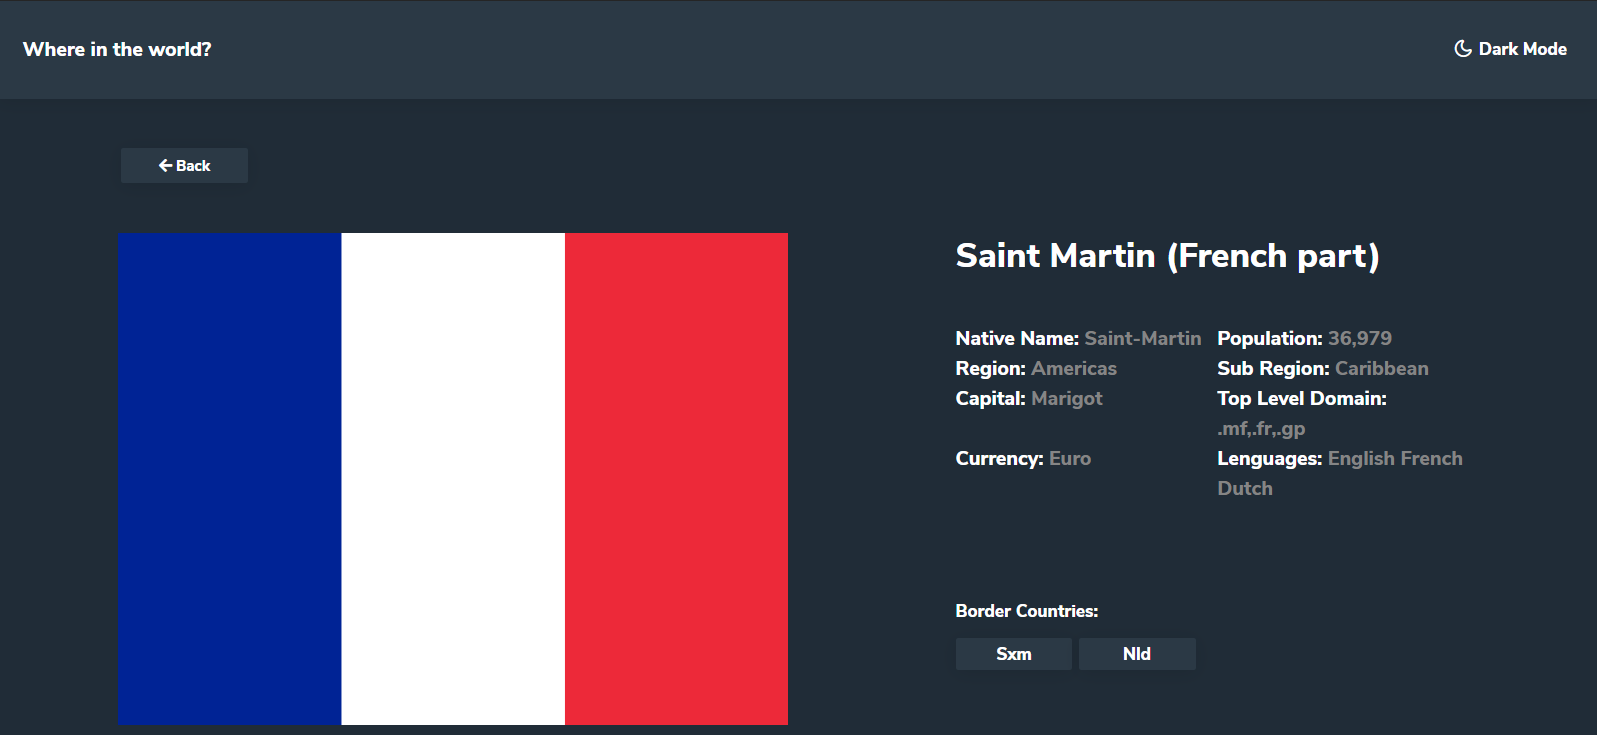 Where in the world?
Dark Mode
Back
Saint Martin (French part)
Native Name: Saint-Martin
Population: 36,979
Region: Americas
Sub Region: Caribbean
Capital: Marigot
Top Level Domain:
.mf,.fr,.gp
Currency: Euro
Lenguages: English French
Dutch
Border Countries:
Sxm
Nld